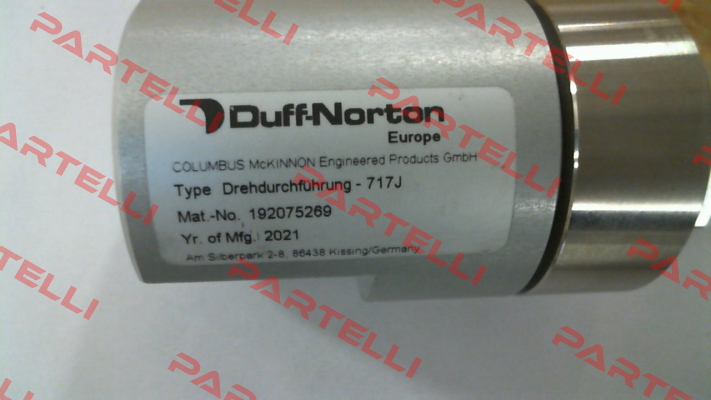 Duff-Norton
Europe
COLUMBUS McKINNON Engineered Products GmbH
Type Drehdurchführung - 717J
Mat.-No. 192075269
Yr. of Mfg. 2021
Am Silberpark 2-8, 86438 Kissing/Germany
PARTELLI
PARTELLI
PARTELLI
PARTELLI
PARTELLI
PARTELLI
PARTELLI
PARTELLI